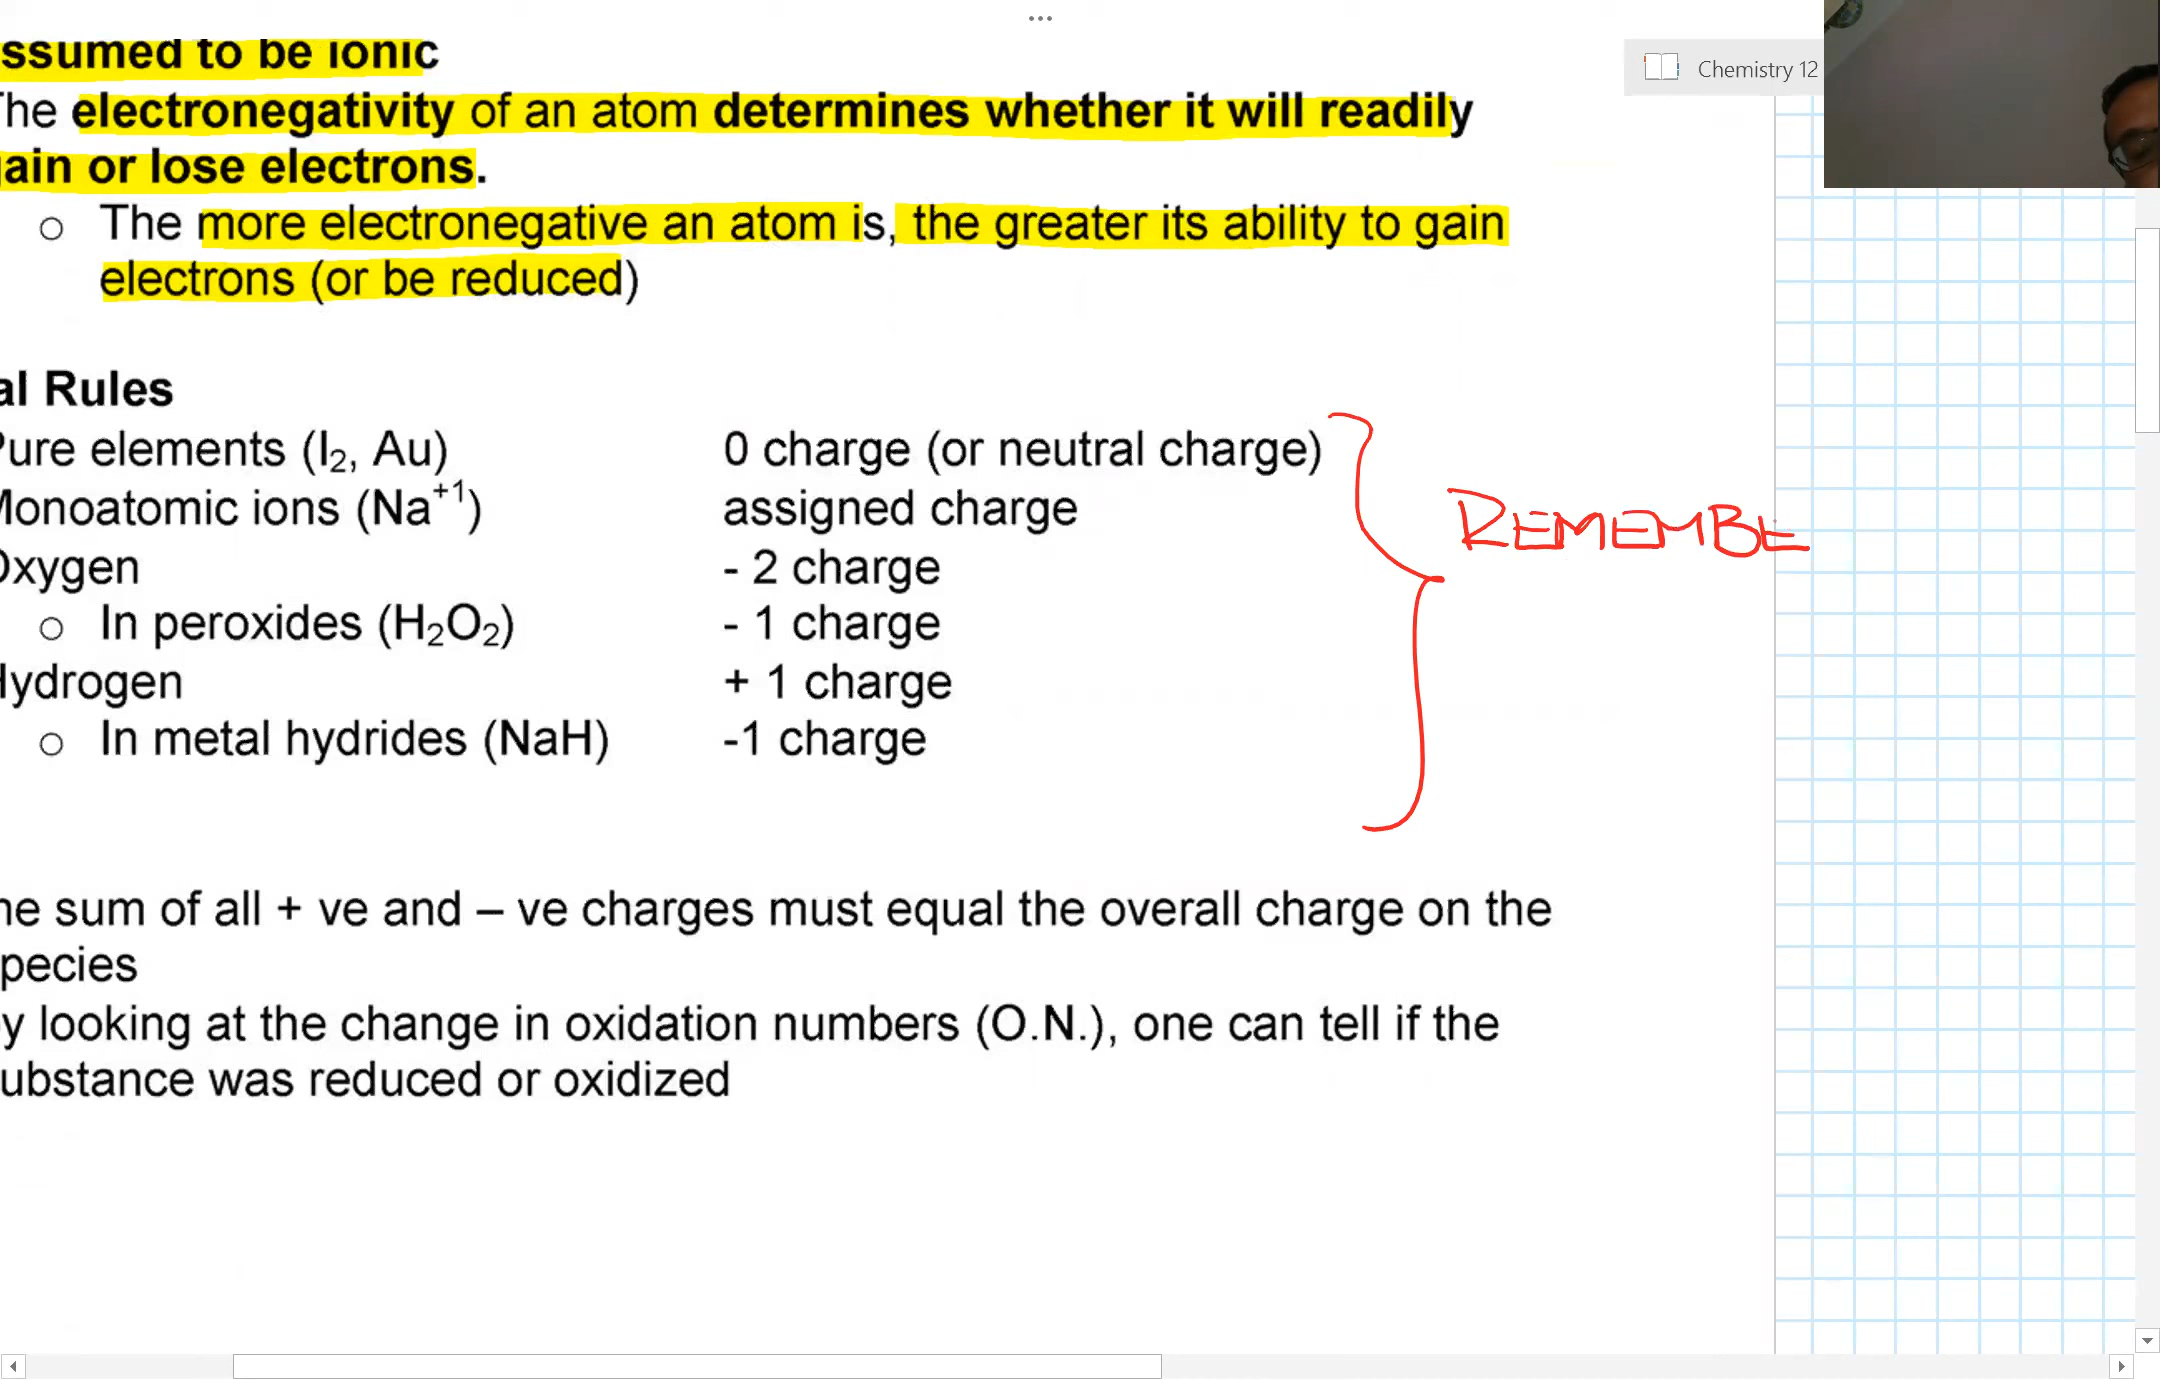 ssumed to be ionic
Chemistry 12
The electronegativity of an atom determines whether it will readily
gain or lose electrons.
o The more electronegative an atom is, the greater its ability to gain
electrons (or be reduced)
al Rules
Pure elements (I₂, Au) 0 charge (or neutral charge)
Monoatomic ions (Na⁺¹) assigned charge
Oxygen - 2 charge
o In peroxides (H₂O₂) - 1 charge
Hydrogen + 1 charge
o In metal hydrides (NaH) -1 charge
REMEMBE
he sum of all + ve and – ve charges must equal the overall charge on the
pecies
y looking at the change in oxidation numbers (O.N.), one can tell if the
ubstance was reduced or oxidized